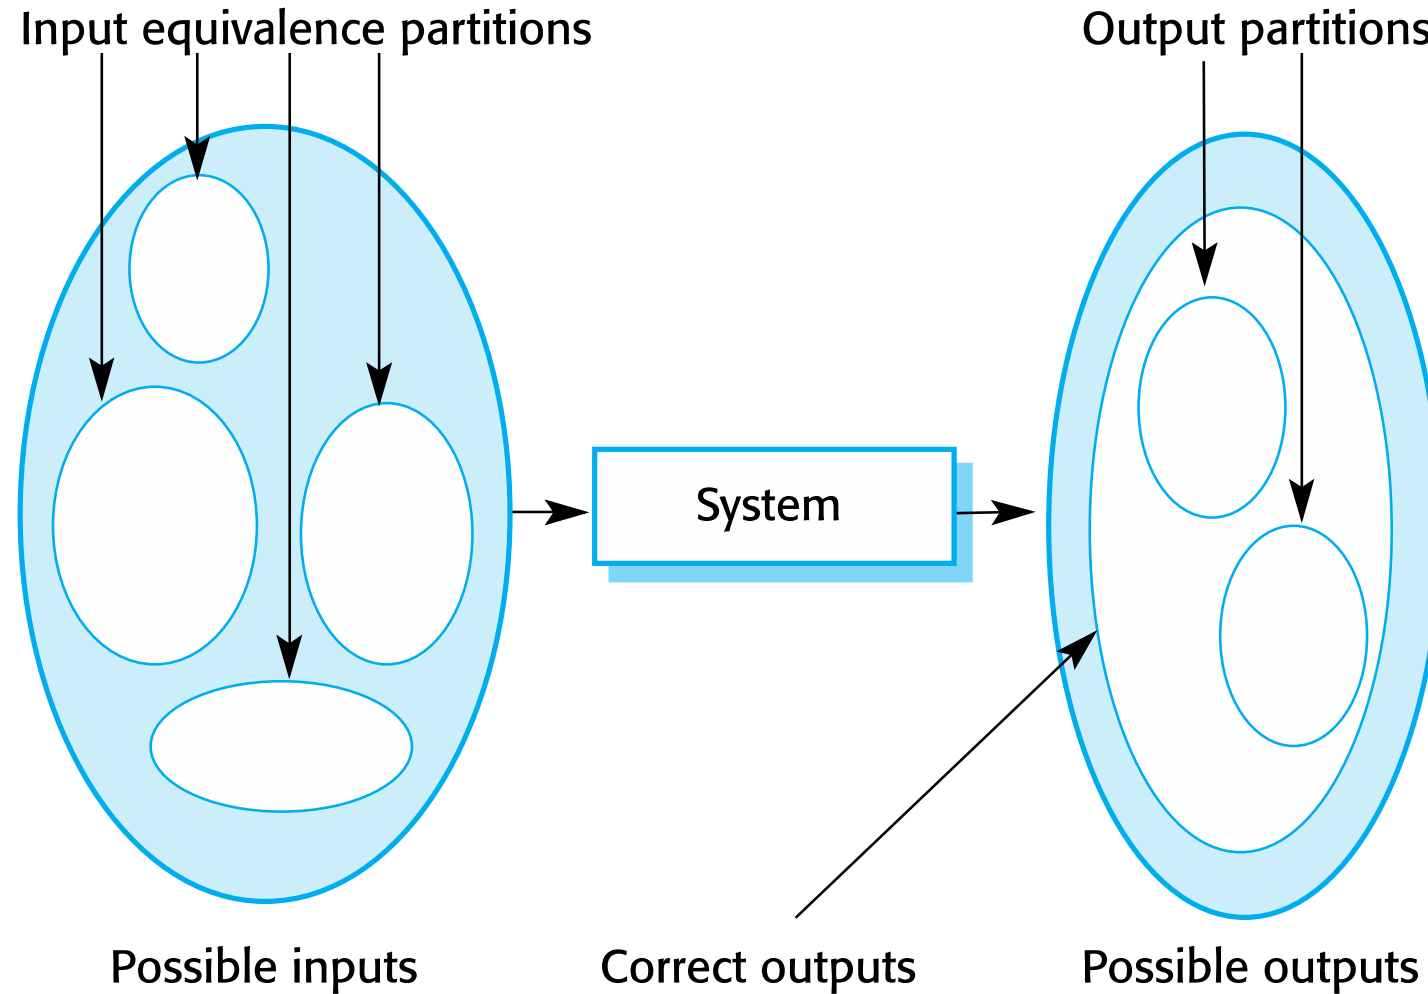 Input equivalence partitions
Output partitions
System
Possible inputs
Correct outputs
Possible outputs